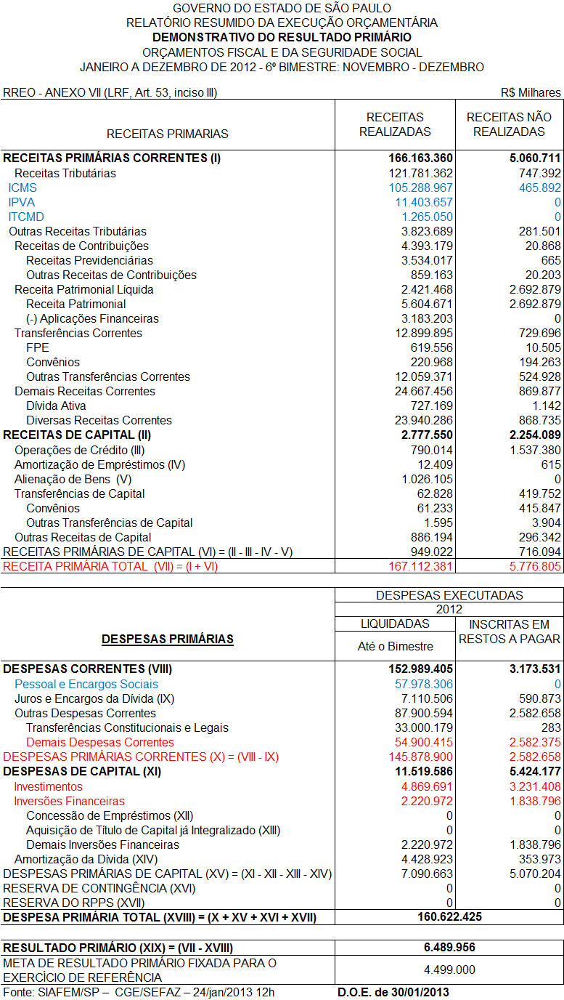 GOVERNO DO ESTADO DE SÃO PAULO
RELATÓRIO RESUMIDO DA EXECUÇÃO ORÇAMENTÁRIA
DEMONSTRATIVO DO RESULTADO PRIMÁRIO
ORÇAMENTOS FISCAL E DA SEGURIDADE SOCIAL
JANEIRO A DEZEMBRO DE 2012 - 6º BIMESTRE: NOVEMBRO - DEZEMBRO
RREO - ANEXO VII (LRF, Art. 53, inciso III) R$ Milhares
RECEITAS PRIMARIAS RECEITAS REALIZADAS RECEITAS NÃO REALIZADAS
RECEITAS PRIMÁRIAS CORRENTES (I) 166.163.360 5.060.711
Receitas Tributárias 121.781.362 747.392
ICMS 105.288.967 465.892
IPVA 11.403.657 0
ITCMD 1.265.050 0
Outras Receitas Tributárias 3.823.689 281.501
Receitas de Contribuições 4.393.179 20.868
Receitas Previdenciárias 3.534.017 665
Outras Receitas de Contribuições 859.163 20.203
Receita Patrimonial Líquida 2.421.468 2.692.879
Receita Patrimonial 5.604.671 2.692.879
(-) Aplicações Financeiras 3.183.203 0
Transferências Correntes 12.899.895 729.696
FPE 619.556 10.505
Convênios 220.968 194.263
Outras Transferências Correntes 12.059.371 524.928
Demais Receitas Correntes 24.667.456 869.877
Dívida Ativa 727.169 1.142
Diversas Receitas Correntes 23.940.286 868.735
RECEITAS DE CAPITAL (II) 2.777.550 2.254.089
Operações de Crédito (III) 790.014 1.537.380
Amortização de Empréstimos (IV) 12.409 615
Alienação de Bens (V) 1.026.105 0
Transferências de Capital 62.828 419.752
Convênios 61.233 415.847
Outras Transferências de Capital 1.595 3.904
Outras Receitas de Capital 886.194 296.342
RECEITAS PRIMÁRIAS DE CAPITAL (VI) = (II - III - IV - V) 949.022 716.094
RECEITA PRIMÁRIA TOTAL (VII) = (I + VI) 167.112.381 5.776.805
DESPESAS PRIMÁRIAS DESPESAS EXECUTADAS
2012
LIQUIDADAS INSCRITAS EM RESTOS A PAGAR
Até o Bimestre
DESPESAS CORRENTES (VIII) 152.989.405 3.173.531
Pessoal e Encargos Sociais 57.978.306 0
Juros e Encargos da Dívida (IX) 7.110.506 590.873
Outras Despesas Correntes 87.900.594 2.582.658
Transferências Constitucionais e Legais 33.000.179 283
Demais Despesas Correntes 54.900.415 2.582.375
DESPESAS PRIMÁRIAS CORRENTES (X) = (VIII - IX) 145.878.900 2.582.658
DESPESAS DE CAPITAL (XI) 11.519.586 5.424.177
Investimentos 4.869.691 3.231.408
Inversões Financeiras 2.220.972 1.838.796
Concessão de Empréstimos (XII) 0 0
Aquisição de Título de Capital já Integralizado (XIII) 0 0
Demais Inversões Financeiras 2.220.972 1.838.796
Amortização da Dívida (XIV) 4.428.923 353.973
DESPESAS PRIMÁRIAS DE CAPITAL (XV) = (XI - XII - XIII - XIV) 7.090.663 5.070.204
RESERVA DE CONTINGÊNCIA (XVI) 0 0
RESERVA DO RPPS (XVII) 0 0
DESPESA PRIMÁRIA TOTAL (XVIII) = (X + XV + XVI + XVII) 160.622.425
RESULTADO PRIMÁRIO (XIX) = (VII - XVIII) 6.489.956
META DE RESULTADO PRIMÁRIO FIXADA PARA O
EXERCÍCIO DE REFERÊNCIA 4.499.000
Fonte: SIAFEM/SP – CGE/SEFAZ – 24/jan/2013 12h D.O.E. de 30/01/2013